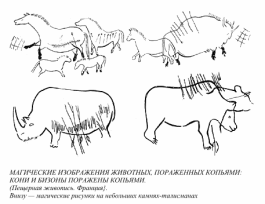 МАГИЧЕСКИЕ ИЗОБРАЖЕНИЯ ЖИВОТНЫХ, ПОРАЖЕННЫХ КОПЬЯМИ:
КОНИ И БИЗОНЫ ПОРАЖЕНЫ КОПЬЯМИ.
(Пещерная живопись. Франция).
Внизу — магические рисунки на небольших камнях-талисманах